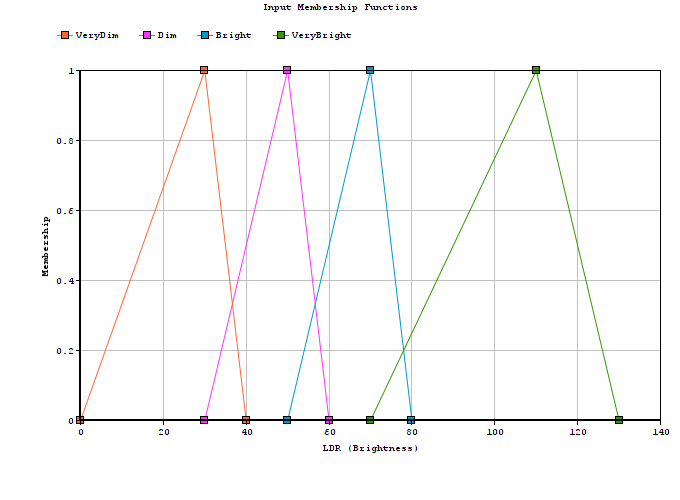 Input Membership Functions
VeryDim Dim Bright VeryBright
1
0.8
0.6
0.4
0.2
0
Membership
0 20 40 60 80 100 120 140
LDR (Brightness)